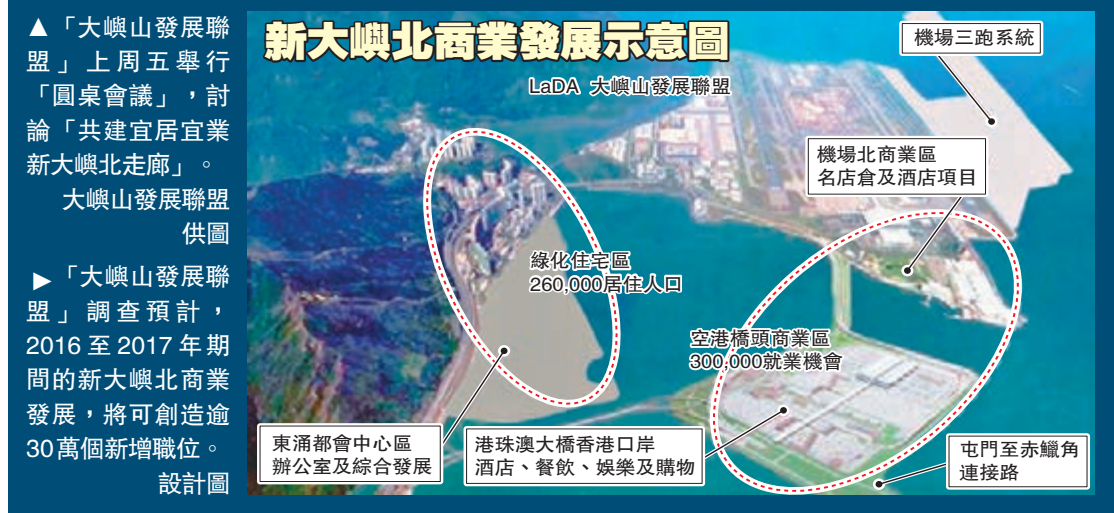 ▲「大嶼山發展聯
盟」上周五舉行
「圓桌會議」，討
論「共建宜居宜業
新大嶼北走廊」。
大嶼山發展聯盟
供圖
▶「大嶼山發展聯
盟」調查預計，
2016至2017年期
間的新大嶼北商業
發展，將可創造逾
30萬個新增職位。
設計圖
新大嶼北商業發展示意圖
LaDA 大嶼山發展聯盟
機場三跑系統
機場北商業區
名店倉及酒店項目
綠化住宅區
260,000居住人口
空港橋頭商業區
300,000就業機會
東涌都會中心區
辦公室及綜合發展
港珠澳大橋香港口岸
酒店、餐飲、娛樂及購物
屯門至赤鱲角
連接路